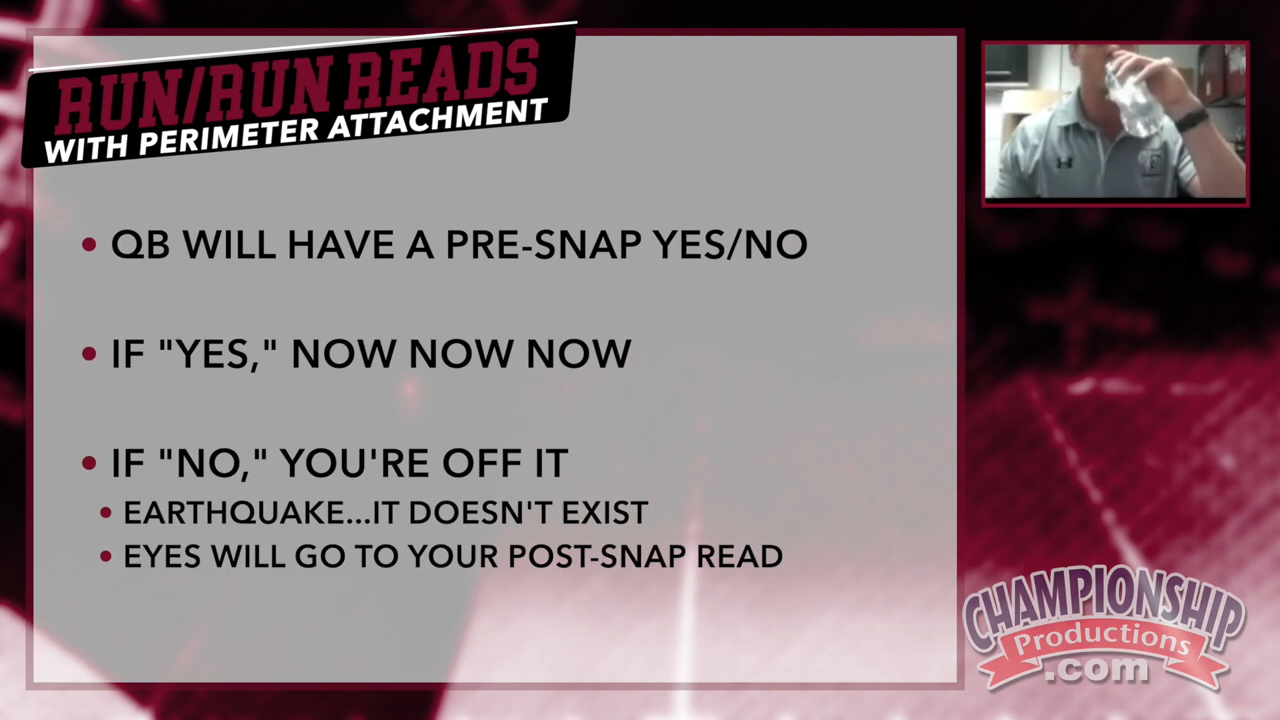 RUN/RUN READS
WITH PERIMETER ATTACHMENT
• QB WILL HAVE A PRE-SNAP YES/NO
• IF "YES," NOW NOW NOW
• IF "NO," YOU'RE OFF IT
• EARTHQUAKE...IT DOESN'T EXIST
• EYES WILL GO TO YOUR POST-SNAP READ
CHAMPIONSHIP
Productions
.com